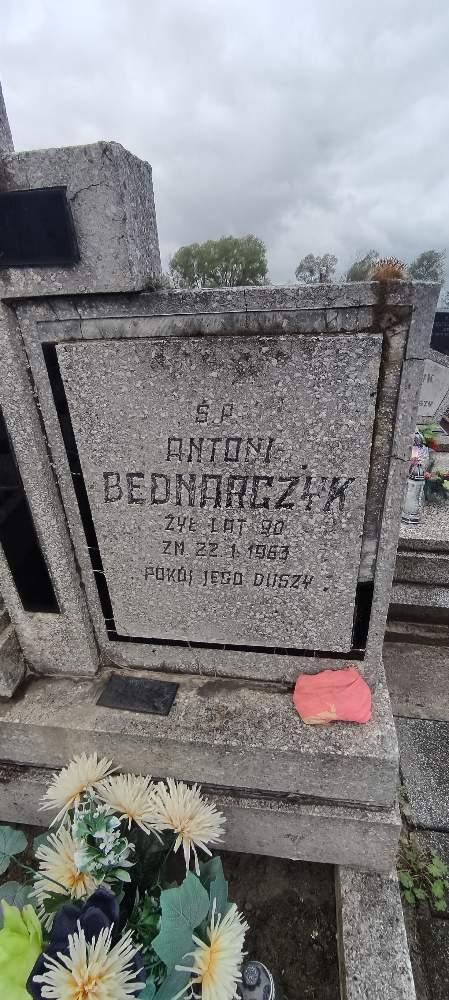 Ś.P.
ANTONI
BEDNARCZYK
ŻYŁ LAT 90
ZM 22.1.1963
POKÓJ JEGO DUSZY